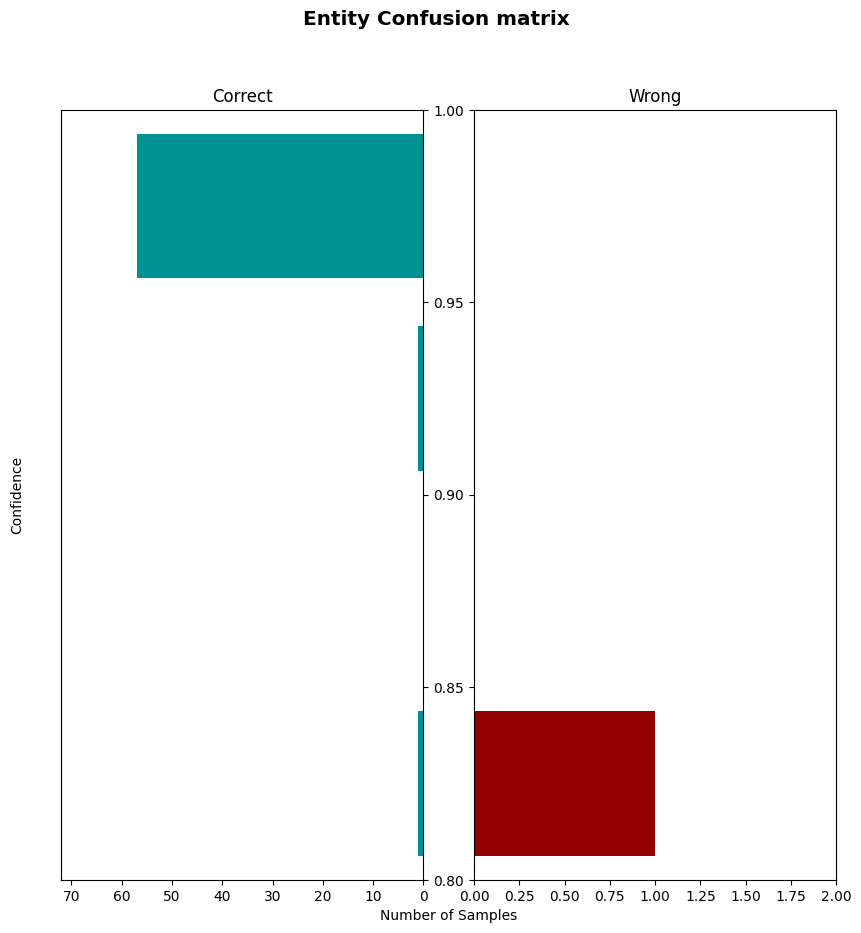 Entity Confusion matrix
Correct
Wrong
1.00
0.95
0.90
0.85
0.80
Confidence
70 60 50 40 30 20 10 0
0.00 0.25 0.50 0.75 1.00 1.25 1.50 1.75 2.00
Number of Samples